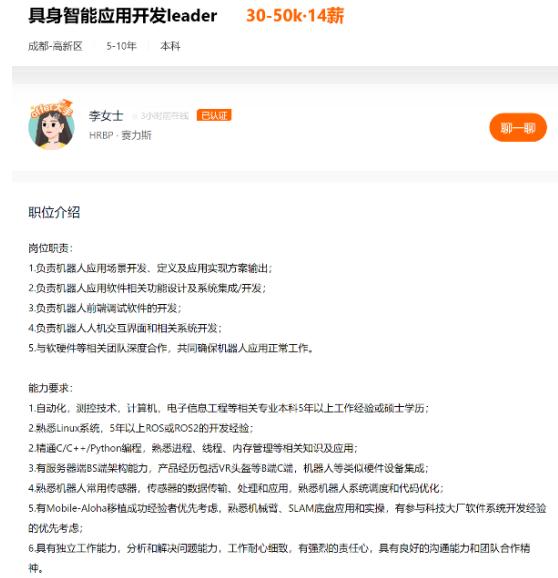 具身智能应用开发leader 30-50k·14薪
成都-高新区 5-10年 本科
offer大王
李女士 3小时前在线 已认证
HRBP · 赛力斯
聊一聊
职位介绍
岗位职责：
1.负责机器人应用场景开发、定义及应用实现方案输出；
2.负责机器人应用软件相关功能设计及系统集成/开发；
3.负责机器人前端调试软件的开发；
4.负责机器人人机交互界面和相关系统开发；
5.与软硬件等相关团队深度合作，共同确保机器人应用正常工作。
能力要求：
1.自动化，测控技术，计算机，电子信息工程等相关专业本科5年以上工作经验或硕士学历；
2.熟悉Linux系统，5年以上ROS或ROS2的开发经验；
2.精通C/C++/Python编程，熟悉进程、线程、内存管理等相关知识及应用；
3.有服务器端BS端架构能力，产品经历包括VR头盔等B端C端，机器人等类似硬件设备集成；
4.熟悉机器人常用传感器，传感器的数据传输、处理和应用，熟悉机器人系统调度和代码优化；
5.有Mobile-Aloha移植成功经验者优先考虑，熟悉机械臂、SLAM底盘应用和实操，有参与科技大厂软件系统开发经验
的优先考虑；
6.具有独立工作能力，分析和解决问题能力，工作耐心细致，有强烈的责任心，具有良好的沟通能力和团队合作精
神。